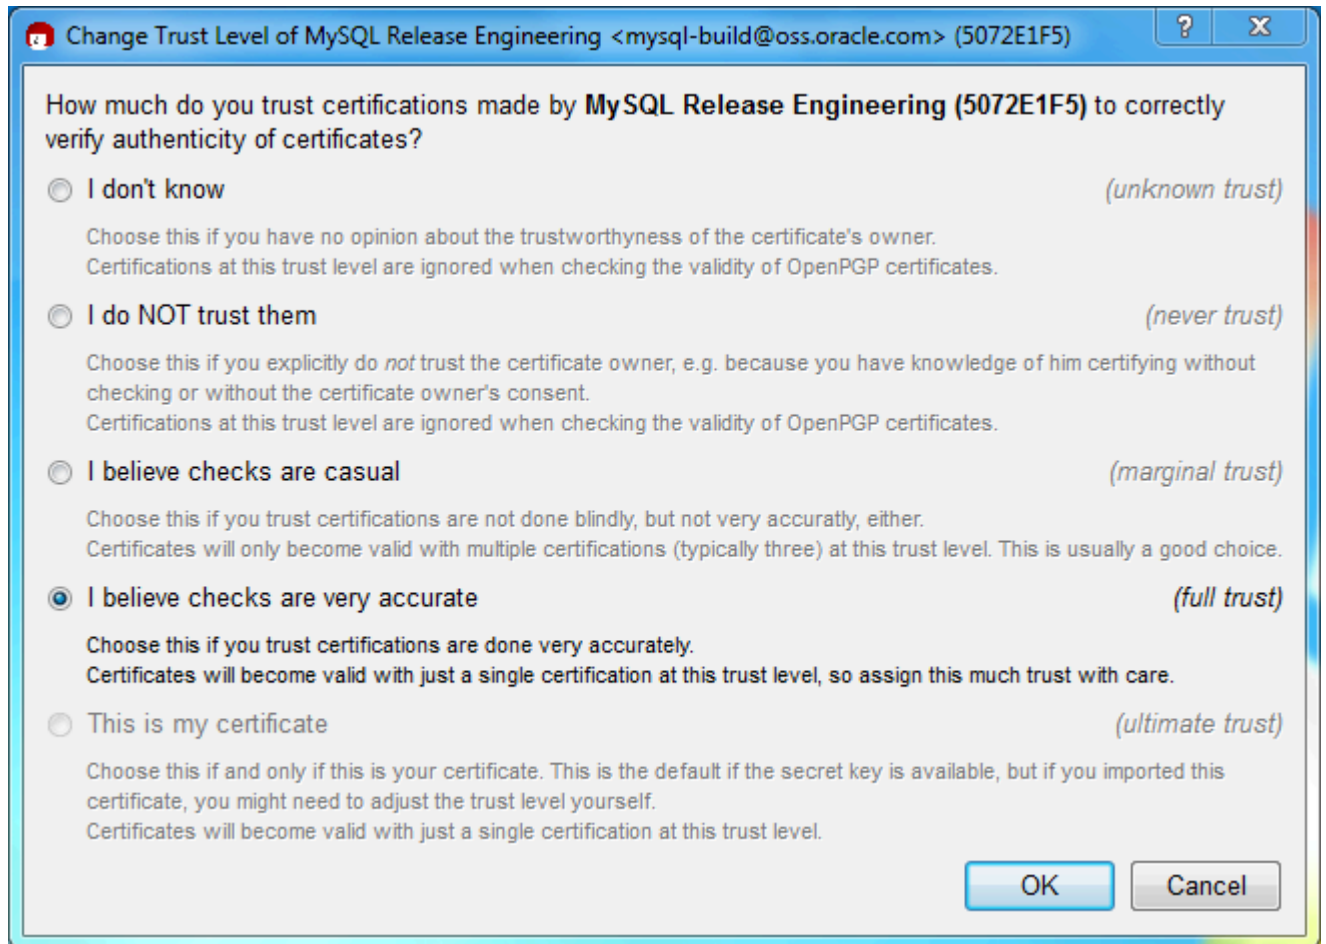 Change Trust Level of MySQL Release Engineering <mysql-build@oss.oracle.com> (5072E1F5)
How much do you trust certifications made by MySQL Release Engineering (5072E1F5) to correctly
verify authenticity of certificates?
I don't know (unknown trust)
Choose this if you have no opinion about the trustworthyness of the certificate's owner.
Certifications at this trust level are ignored when checking the validity of OpenPGP certificates.
I do NOT trust them (never trust)
Choose this if you explicitly do not trust the certificate owner, e.g. because you have knowledge of him certifying without
checking or without the certificate owner's consent.
Certifications at this trust level are ignored when checking the validity of OpenPGP certificates.
I believe checks are casual (marginal trust)
Choose this if you trust certifications are not done blindly, but not very accuratly, either.
Certificates will only become valid with multiple certifications (typically three) at this trust level. This is usually a good choice.
I believe checks are very accurate (full trust)
Choose this if you trust certifications are done very accurately.
Certificates will become valid with just a single certification at this trust level, so assign this much trust with care.
This is my certificate (ultimate trust)
Choose this if and only if this is your certificate. This is the default if the secret key is available, but if you imported this
certificate, you might need to adjust the trust level yourself.
Certificates will become valid with just a single certification at this trust level.
OK Cancel